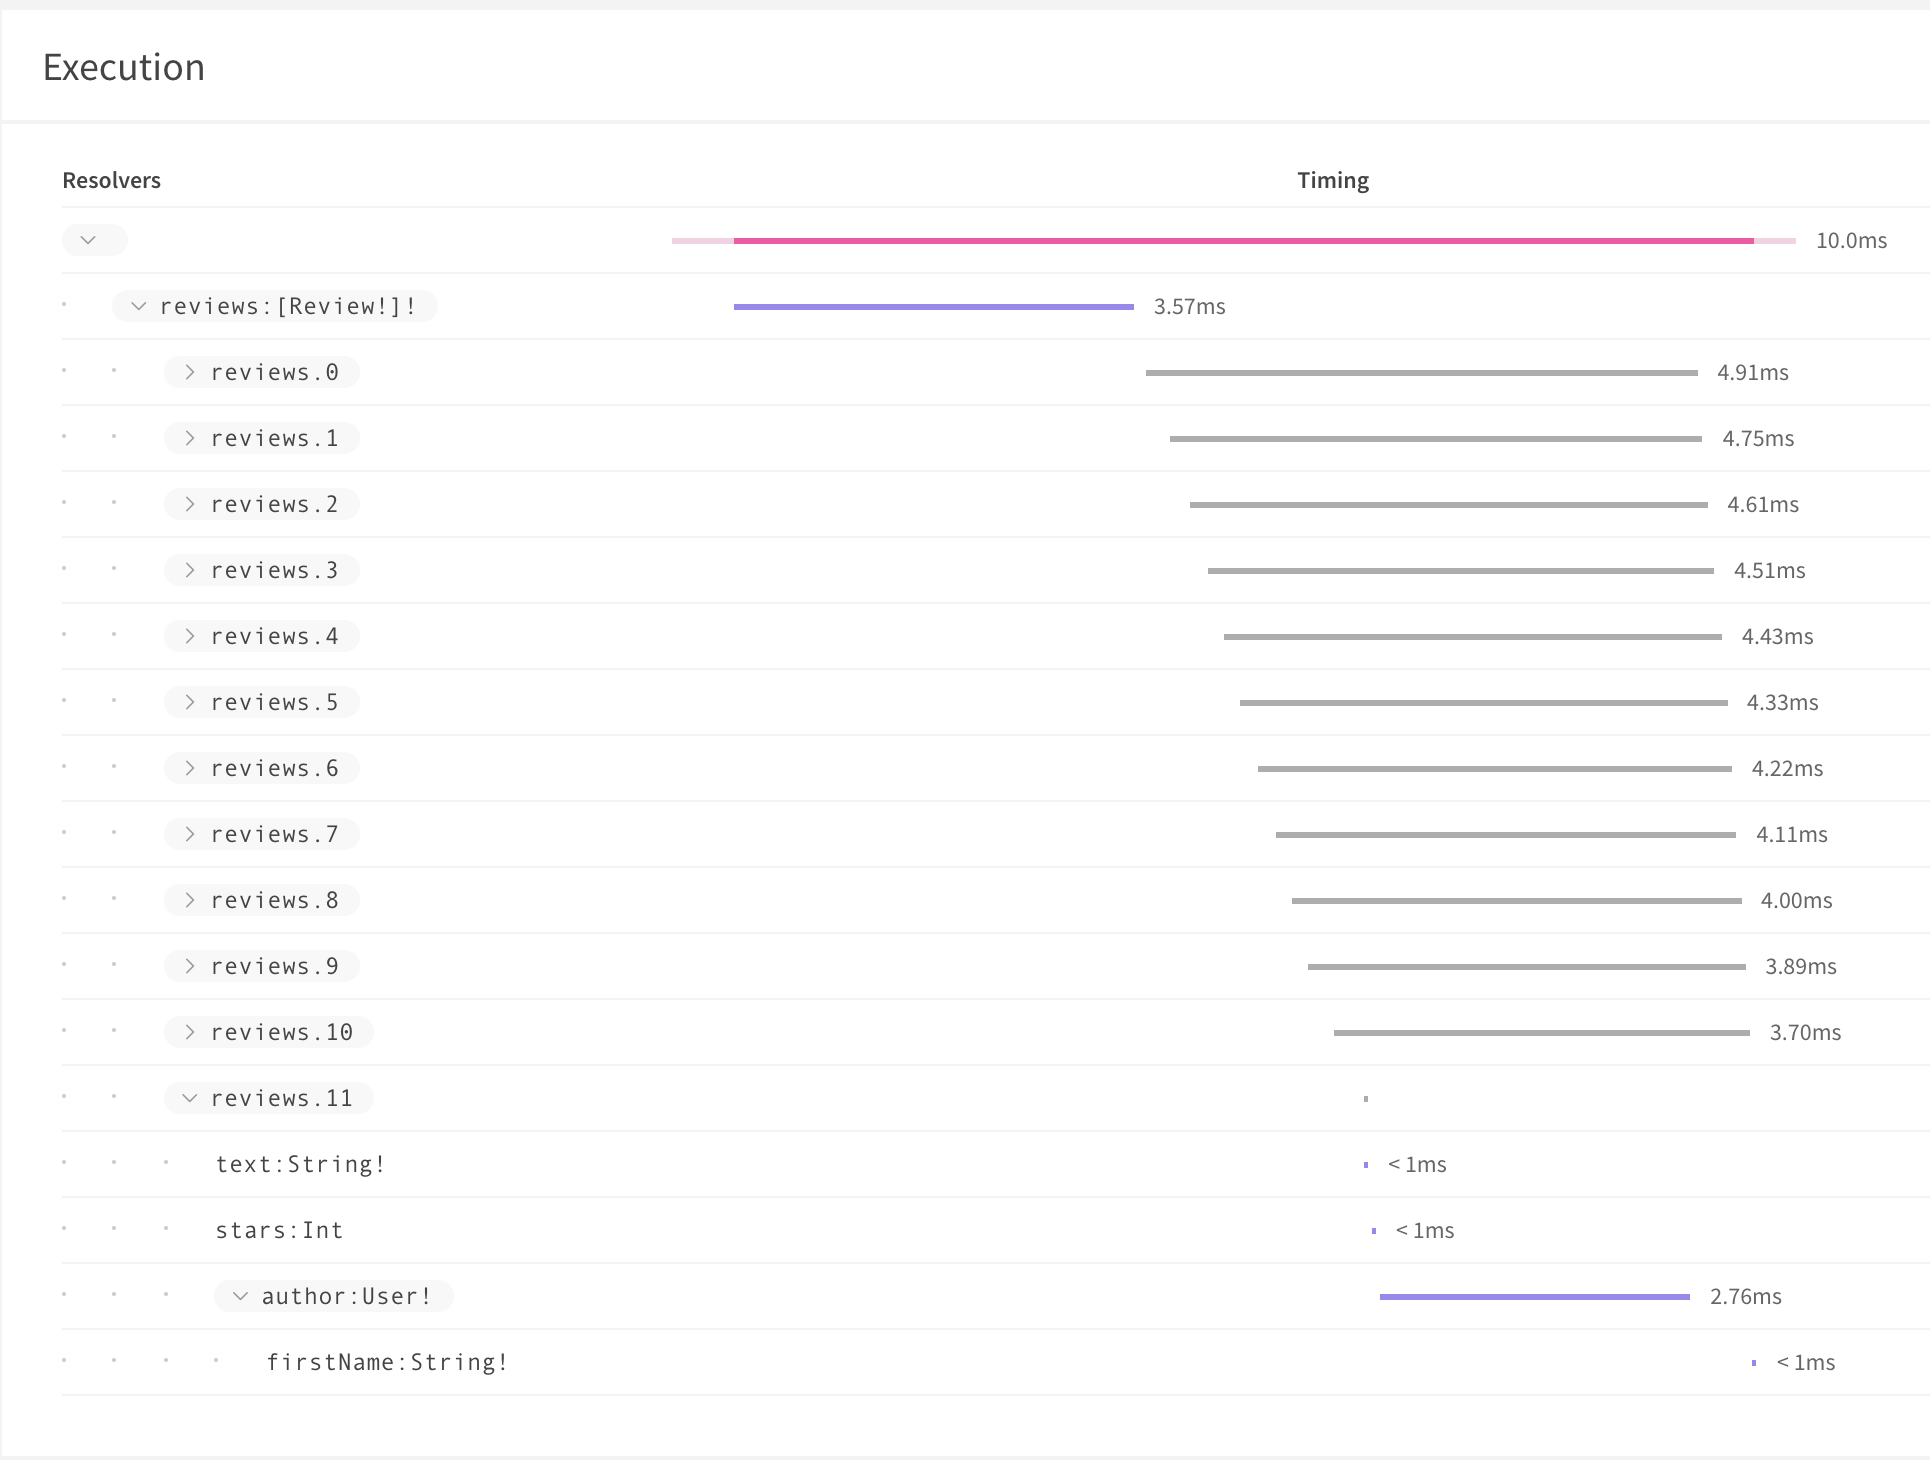 Execution
Resolvers Timing
10.0ms
reviews:[Review!]! 3.57ms
reviews.0 4.91ms
reviews.1 4.75ms
reviews.2 4.61ms
reviews.3 4.51ms
reviews.4 4.43ms
reviews.5 4.33ms
reviews.6 4.22ms
reviews.7 4.11ms
reviews.8 4.00ms
reviews.9 3.89ms
reviews.10 3.70ms
reviews.11
text:String! < 1ms
stars:Int < 1ms
author:User! 2.76ms
firstName:String! < 1ms